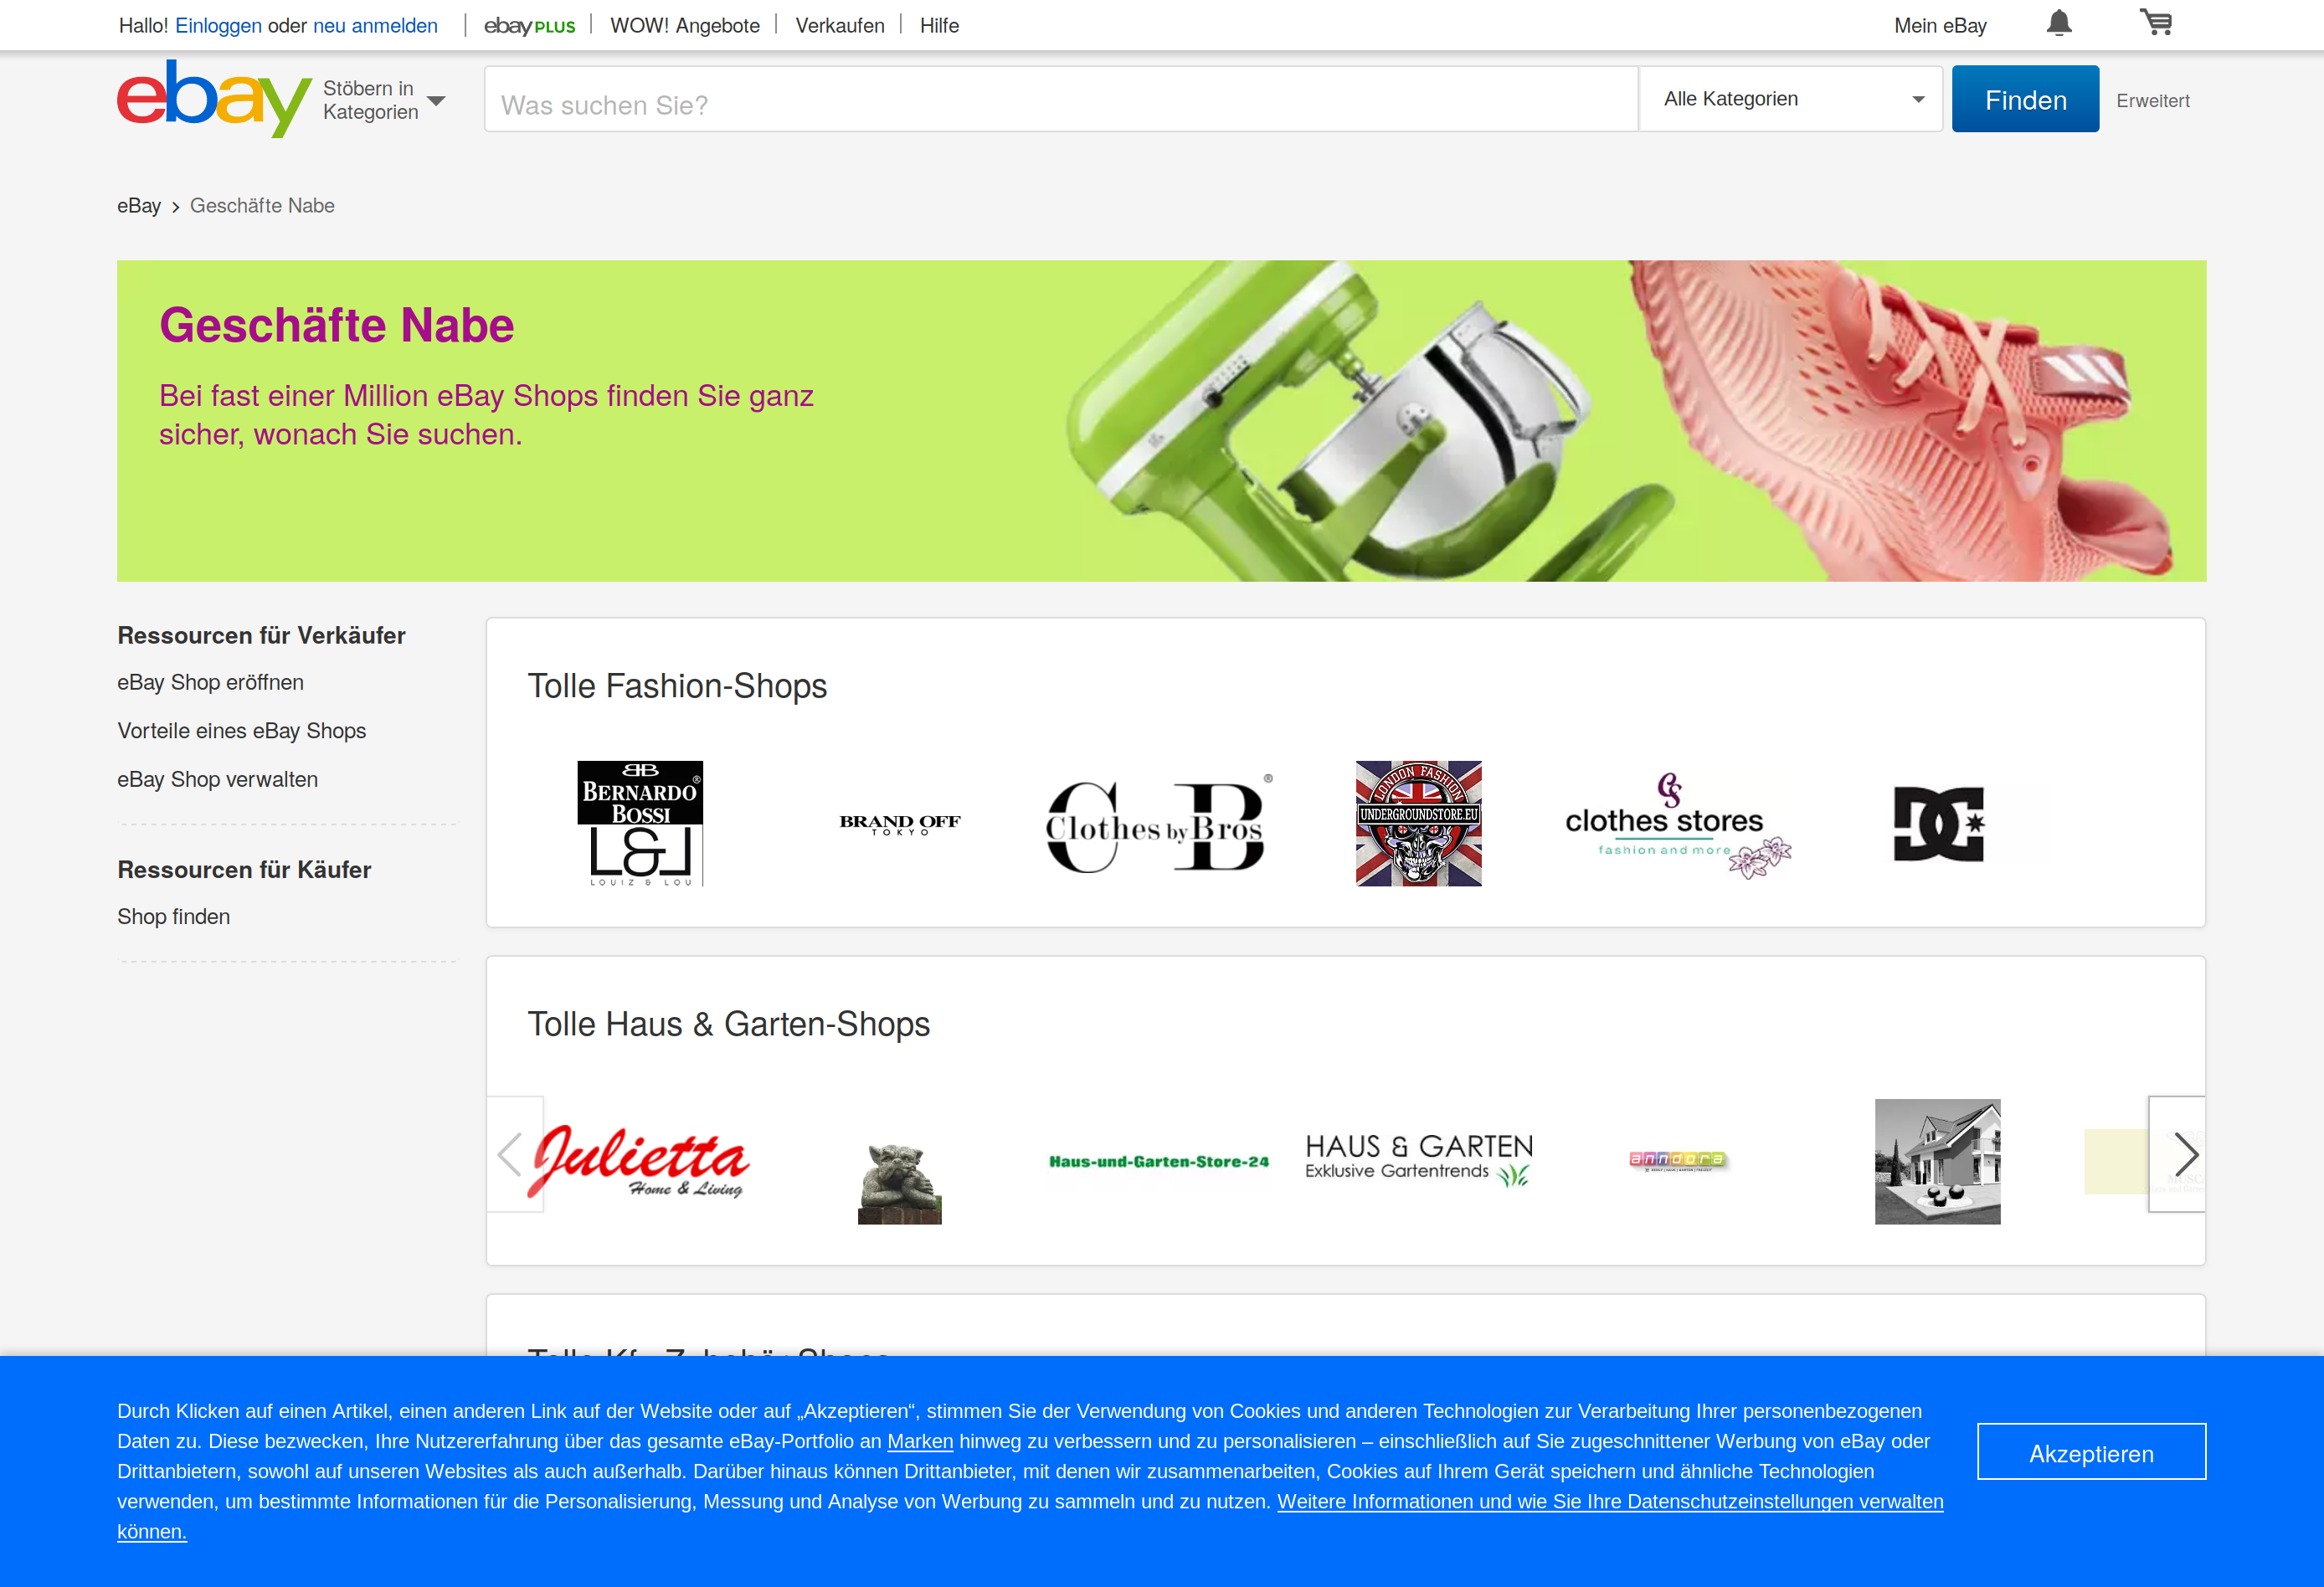 Hallo! Einloggen oder neu anmelden
ebay PLUS
WOW! Angebote
Verkaufen
Hilfe
Mein eBay
ebay
Stöbern in
Kategorien
Was suchen Sie?
Alle Kategorien
Finden
Erweitert
eBay
Geschäfte Nabe
Geschäfte Nabe
Bei fast einer Million eBay Shops finden Sie ganz
sicher, wonach Sie suchen.
Ressourcen für Verkäufer
eBay Shop eröffnen
Vorteile eines eBay Shops
eBay Shop verwalten
Ressourcen für Käufer
Shop finden
Tolle Fashion-Shops
BB
BERNARDO
BOSSI
®
L&L
LOUIZ & LOU
BRAND OFF
TOKYO
CB
Clothes by Bros
®
LONDON FASHION
UNDERGROUNDSTORE.EU
CS
clothes stores
fashion and more
DC
Tolle Haus & Garten-Shops
Julietta
Home & Living
Haus-und-Garten-Store-24
HAUS & GARTEN
Exklusive Gartentrends
anndora
Durch Klicken auf einen Artikel, einen anderen Link auf der Website oder auf „Akzeptieren“, stimmen Sie der Verwendung von Cookies und anderen Technologien zur Verarbeitung Ihrer personenbezogenen
Daten zu. Diese bezwecken, Ihre Nutzererfahrung über das gesamte eBay-Portfolio an Marken hinweg zu verbessern und zu personalisieren – einschließlich auf Sie zugeschnittener Werbung von eBay oder
Drittanbietern, sowohl auf unseren Websites als auch außerhalb. Darüber hinaus können Drittanbieter, mit denen wir zusammenarbeiten, Cookies auf Ihrem Gerät speichern und ähnliche Technologien
verwenden, um bestimmte Informationen für die Personalisierung, Messung und Analyse von Werbung zu sammeln und zu nutzen. Weitere Informationen und wie Sie Ihre Datenschutzeinstellungen verwalten
können.
Akzeptieren